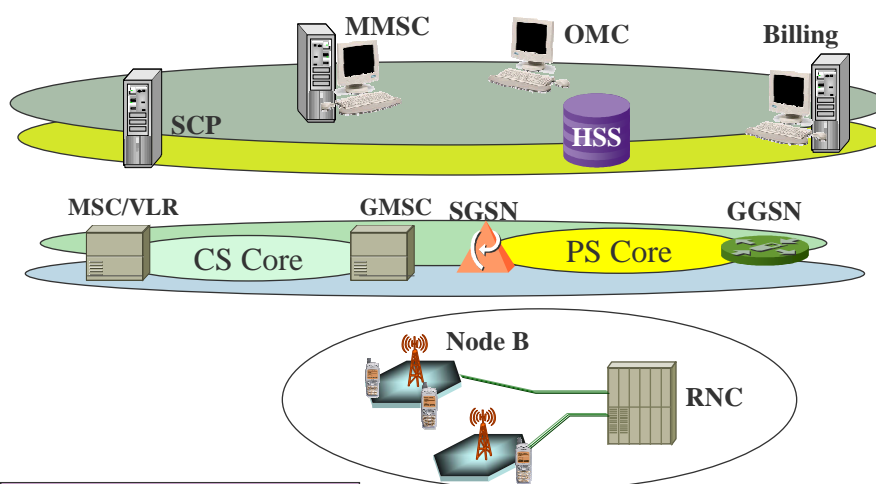 MMSC
OMC
Billing
SCP
HSS
MSC/VLR
GMSC
SGSN
GGSN
CS Core
PS Core
Node B
RNC